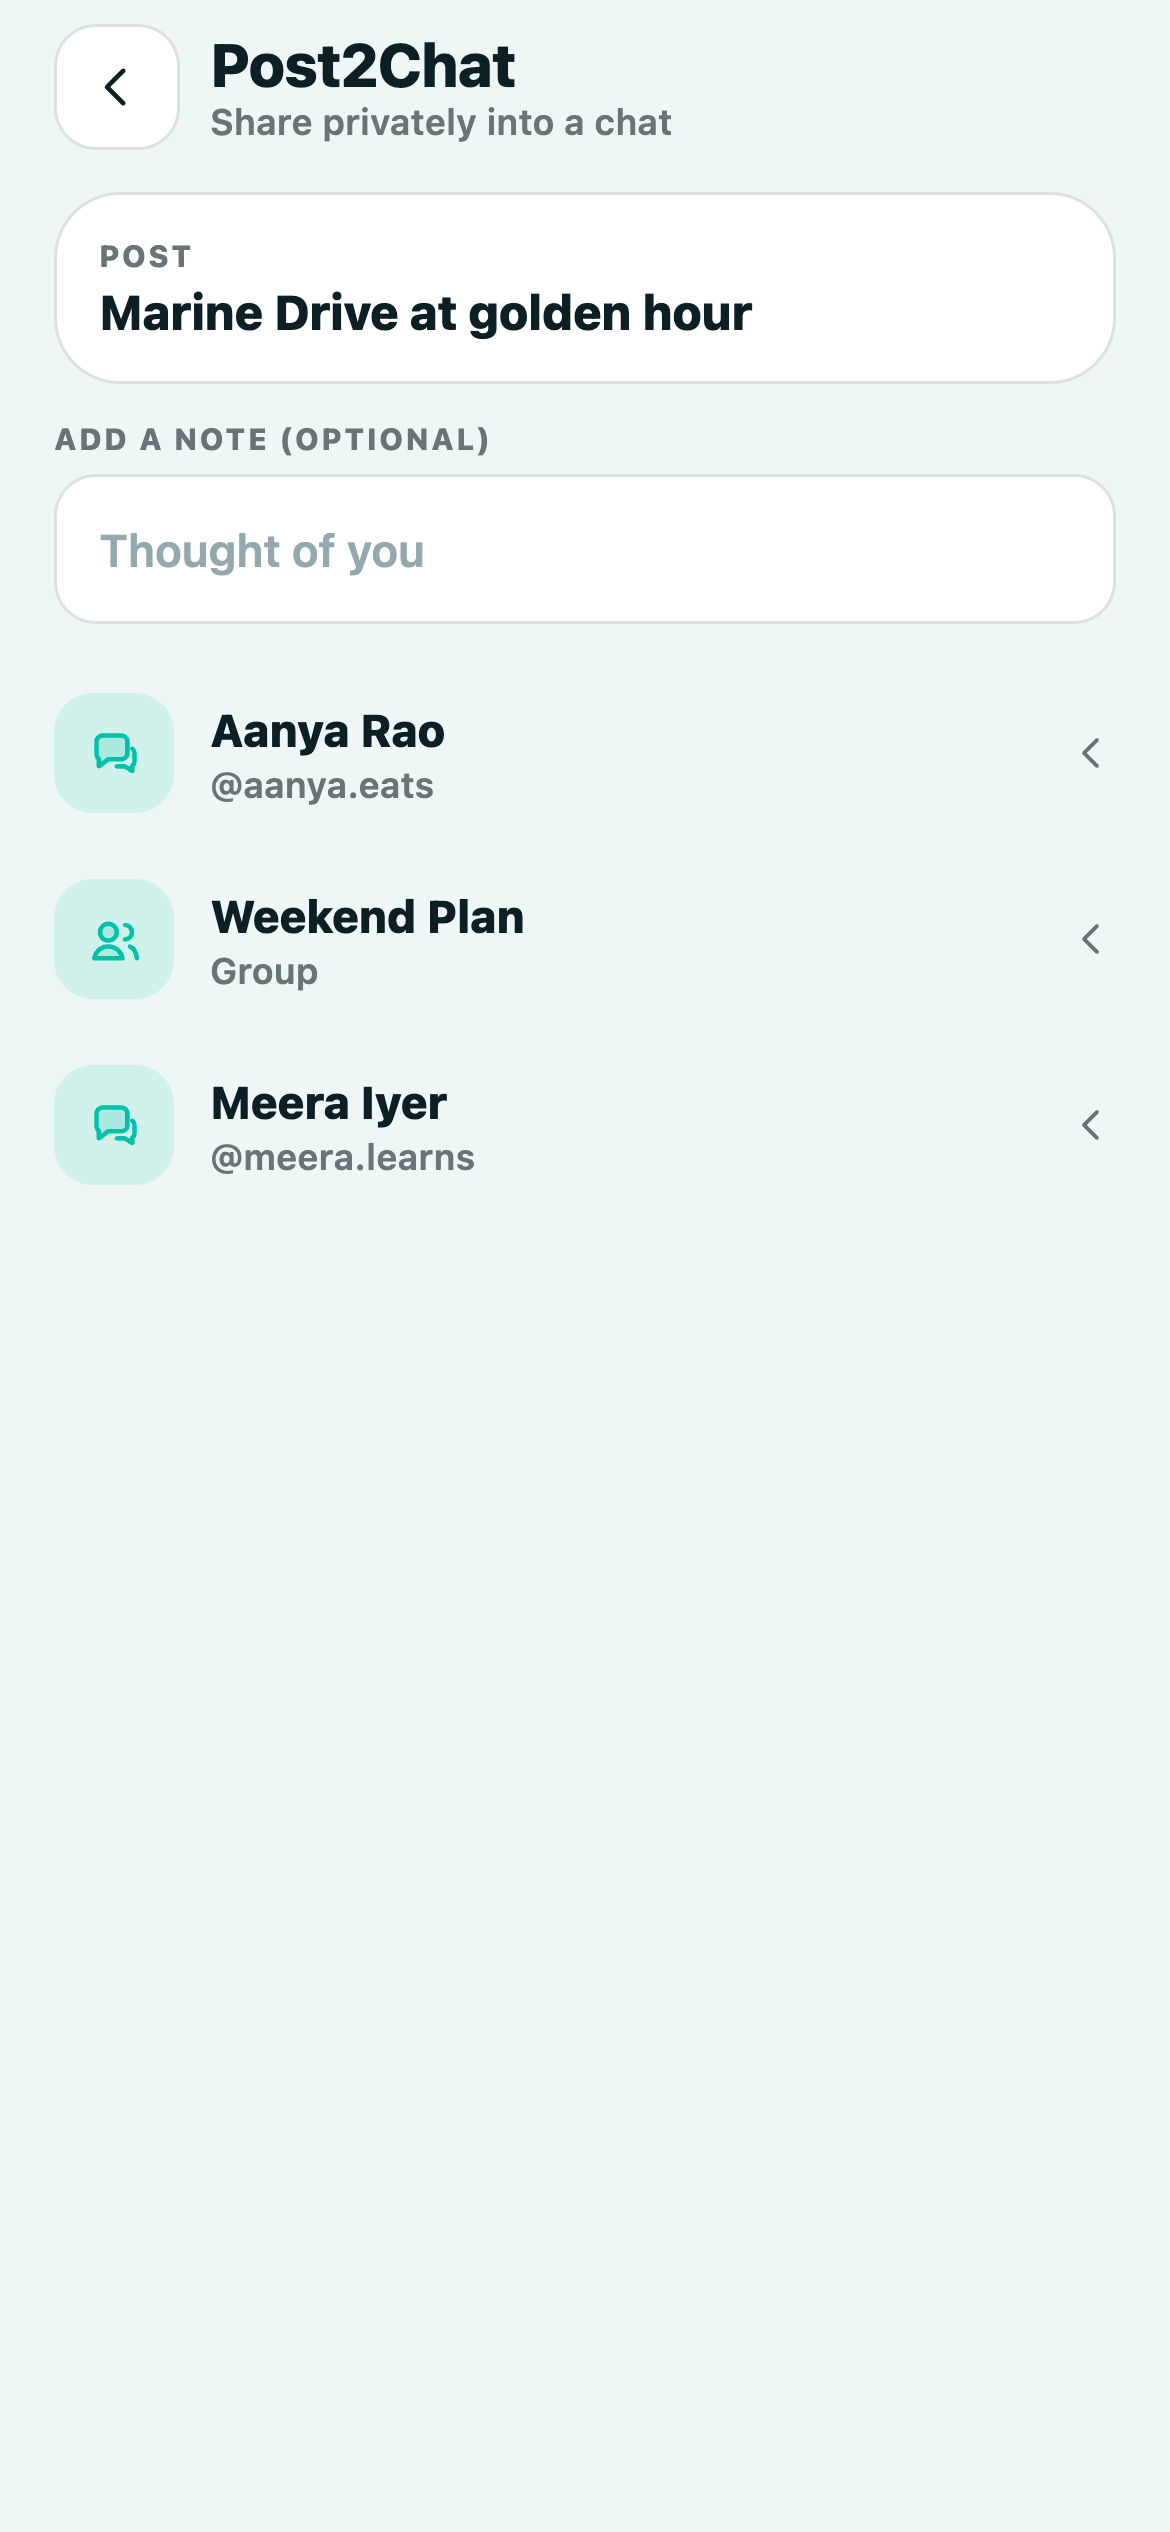 Post2Chat
Share privately into a chat
POST
Marine Drive at golden hour
ADD A NOTE (OPTIONAL)
Thought of you
Aanya Rao
@aanya.eats
Weekend Plan
Group
Meera Iyer
@meera.learns